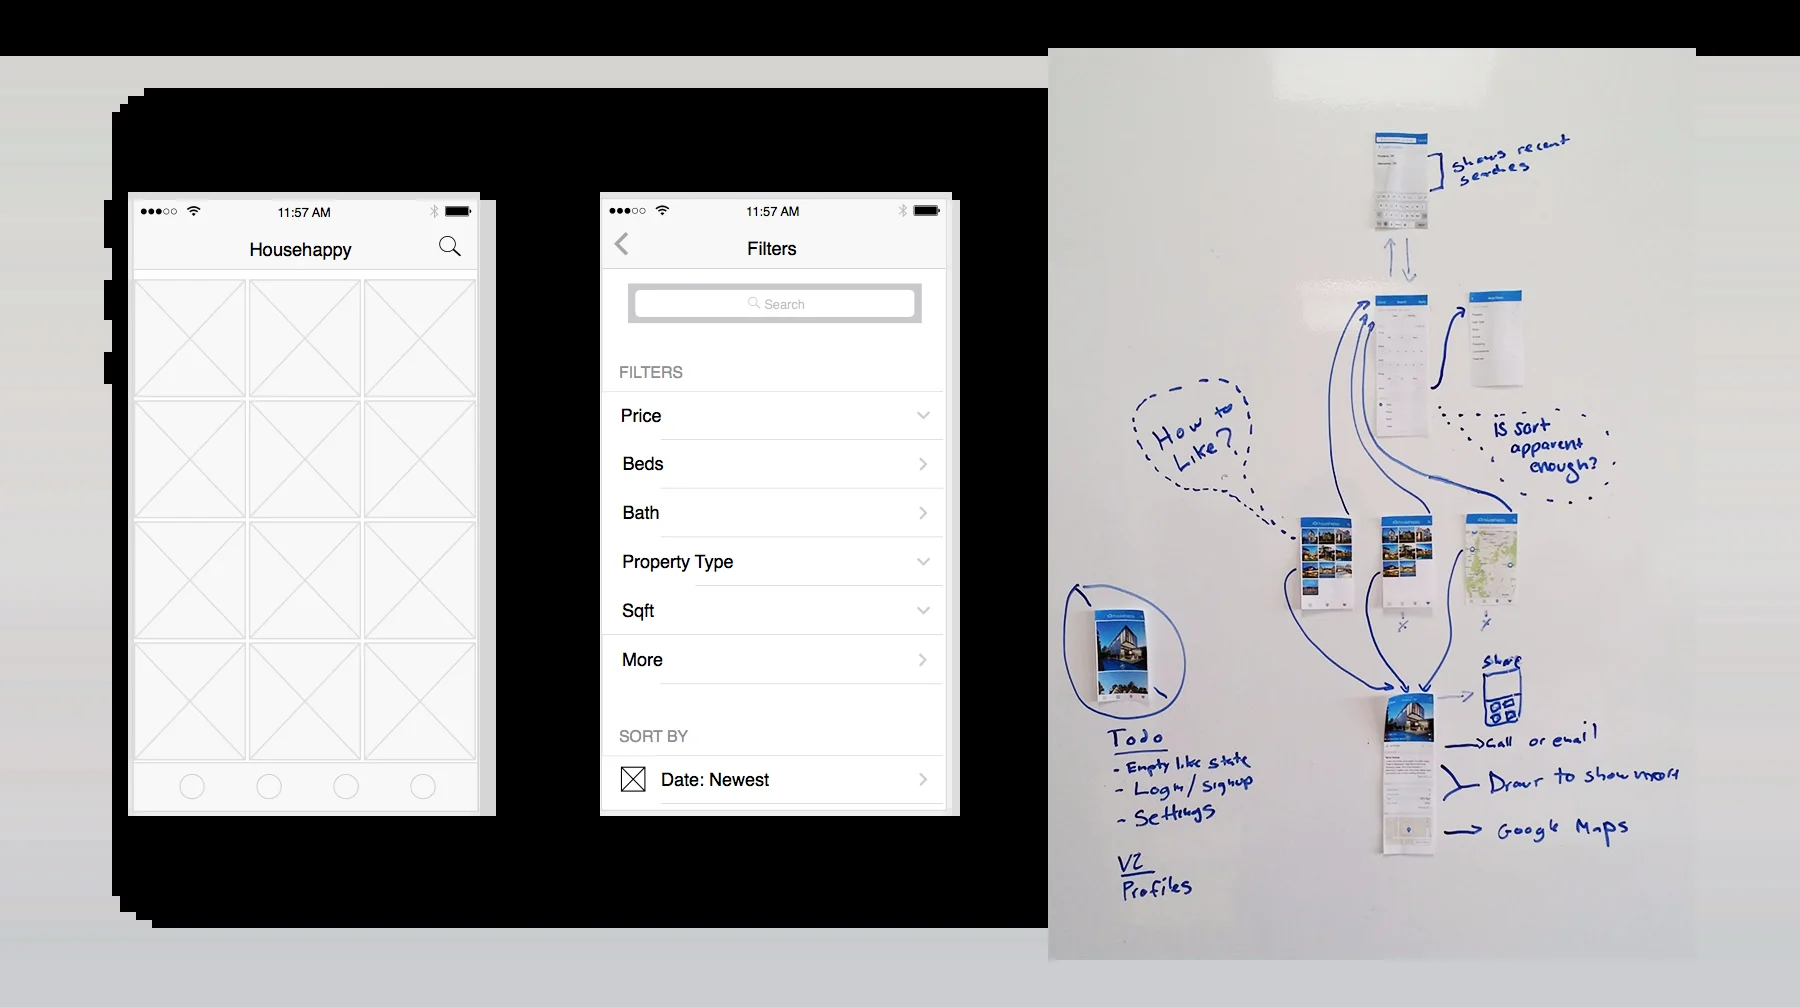 11:57 AM
Househappy
11:57 AM
Filters
Search
FILTERS
Price
Beds
Bath
Property Type
Sqft
More
SORT BY
Date: Newest
Shows recent
searches
How to
Like?
Is sort
apparent
enough?
Share
Call or email
Drawr to show more
Google Maps
Todo
- Empty like state
- Login / Signup
- Settings
V2
Profiles